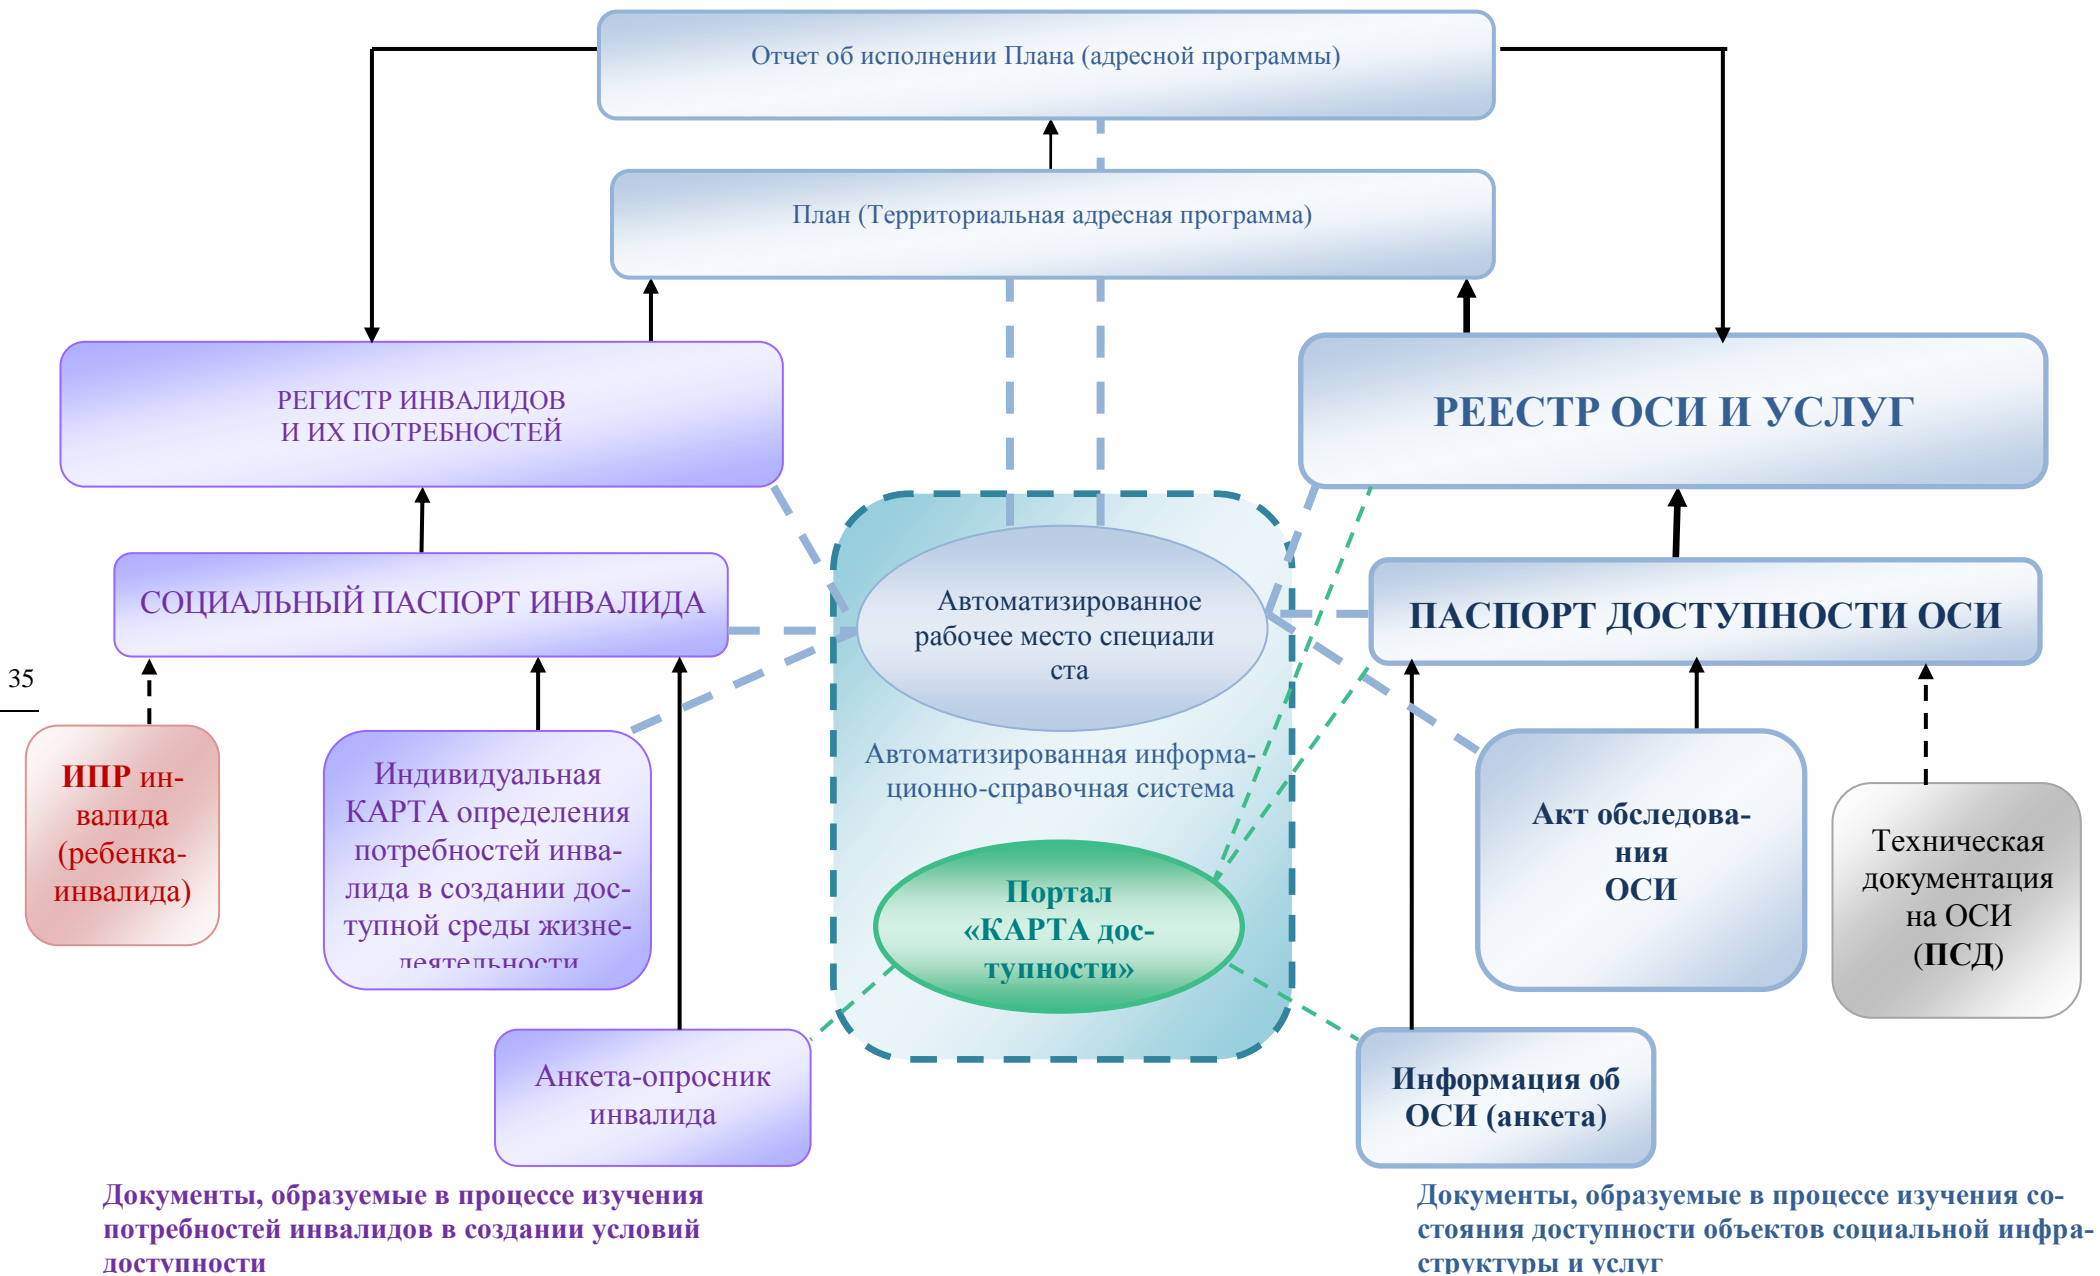 Отчет об исполнении Плана (адресной программы)
План (Территориальная адресная программа)
РЕГИСТР ИНВАЛИДОВ
И ИХ ПОТРЕБНОСТЕЙ
РЕЕСТР ОСИ И УСЛУГ
СОЦИАЛЬНЫЙ ПАСПОРТ ИНВАЛИДА
Автоматизированное
рабочее место специали
ста
ПАСПОРТ ДОСТУПНОСТИ ОСИ
35
ИПР ин-
валида
(ребенка-
инвалида)
Индивидуальная
КАРТА определения
потребностей инва-
лида в создании дос-
тупной среды жизне-
деятельности
Автоматизированная информа-
ционно-справочная система
Портал
«КАРТА дос-
тупности»
Акт обследова-
ния
ОСИ
Техническая
документация
на ОСИ
(ПСД)
Анкета-опросник
инвалида
Информация об
ОСИ (анкета)
Документы, образуемые в процессе изучения
потребностей инвалидов в создании условий
доступности
Документы, образуемые в процессе изучения со-
стояния доступности объектов социальной инфра-
структуры и услуг